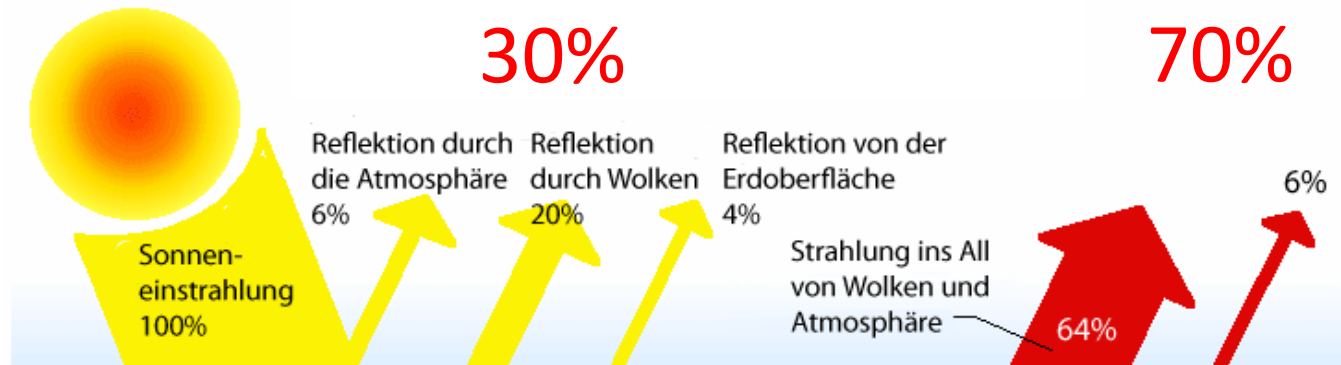 30%
70%
Reflektion durch
die Atmosphäre
6%
Reflektion
durch Wolken
20%
Reflektion von der
Erdoberfläche
4%
6%
Sonnen-
einstrahlung
100%
Strahlung ins All
von Wolken und
Atmosphäre
64%